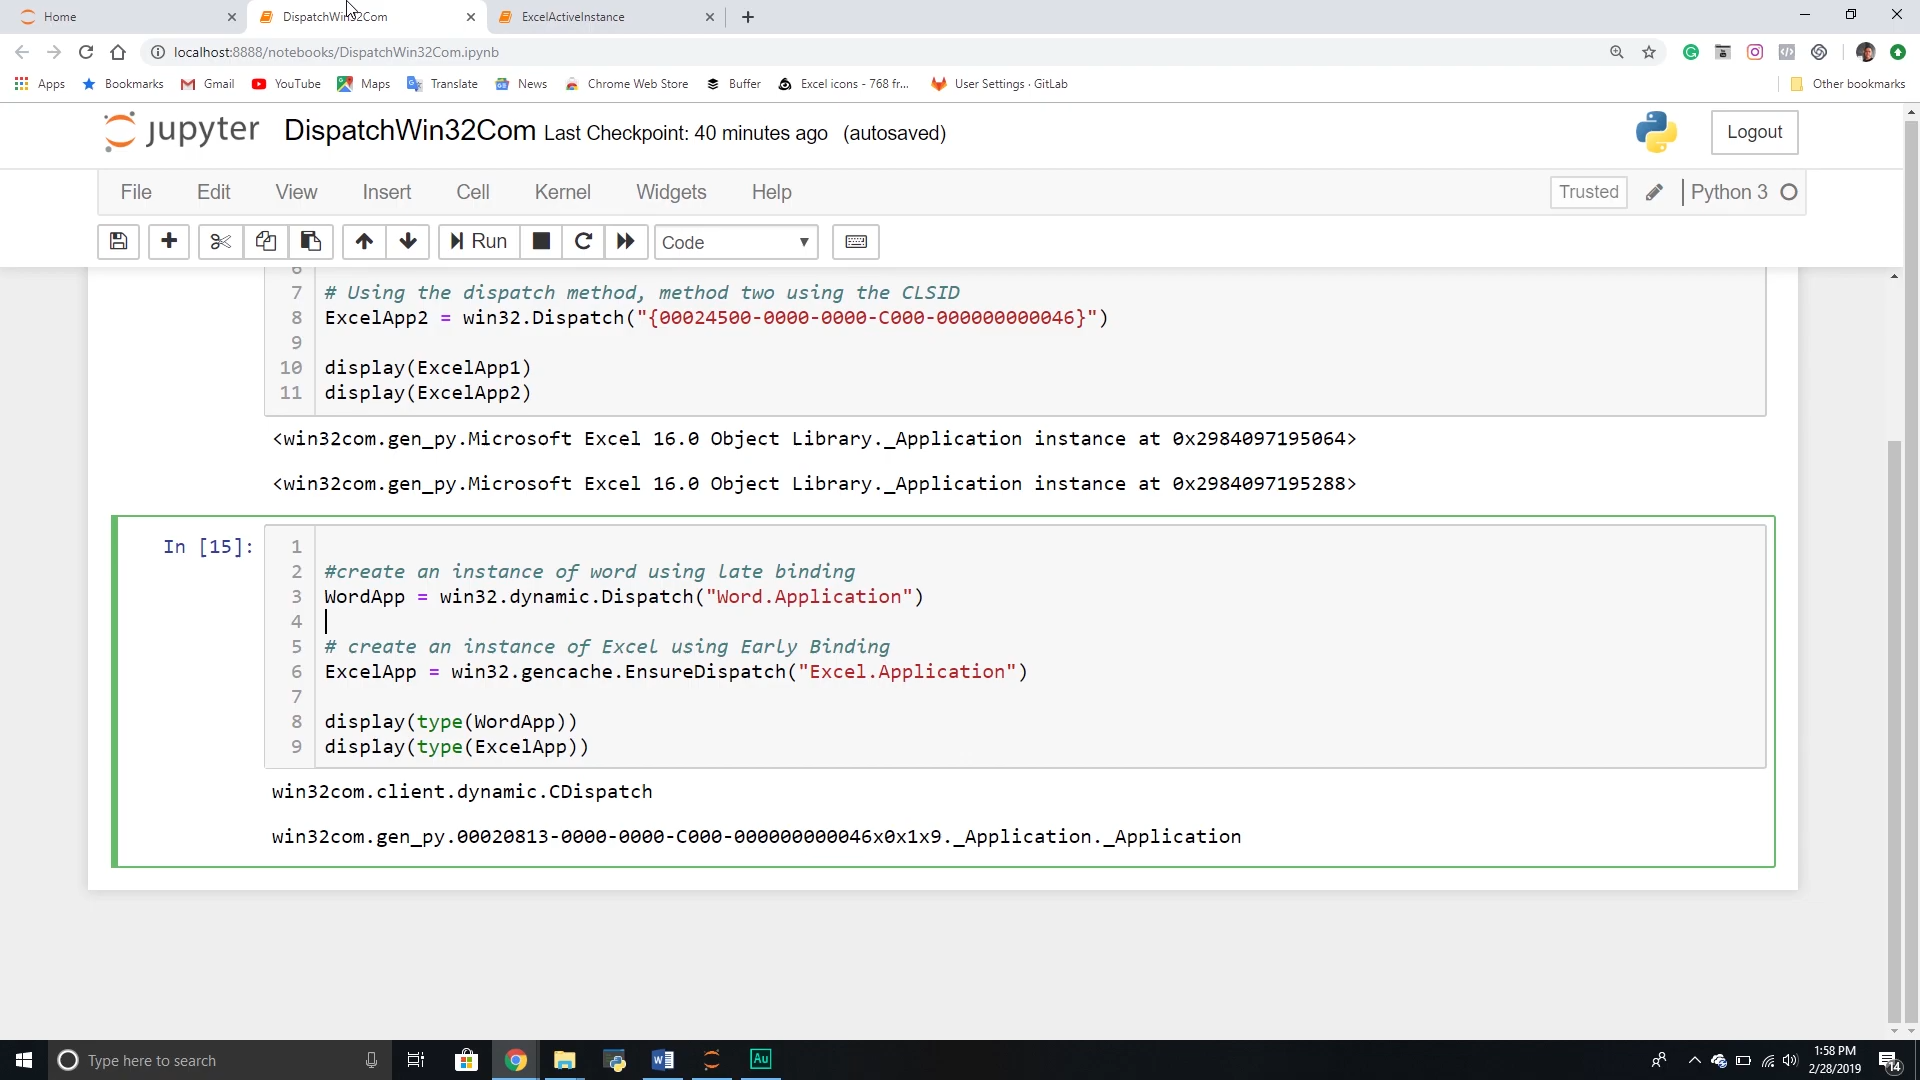 Home
DispatchWin32Com
ExcelActiveInstance
localhost:8888/notebooks/DispatchWin32Com.ipynb
Apps
Bookmarks
Gmail
YouTube
Maps
Translate
News
Chrome Web Store
Buffer
Excel icons - 768 fr...
User Settings · GitLab
Other bookmarks
jupyter
DispatchWin32Com Last Checkpoint: 40 minutes ago (autosaved)
Logout
File
Edit
View
Insert
Cell
Kernel
Widgets
Help
Trusted
Python 3
Run
Code
6
7 # Using the dispatch method, method two using the CLSID
8 ExcelApp2 = win32.Dispatch("{00024500-0000-0000-C000-000000000046}")
9
10 display(ExcelApp1)
11 display(ExcelApp2)
<win32com.gen_py.Microsoft Excel 16.0 Object Library._Application instance at 0x2984097195064>
<win32com.gen_py.Microsoft Excel 16.0 Object Library._Application instance at 0x2984097195288>
In [15]:
1
2 #create an instance of word using late binding
3 WordApp = win32.dynamic.Dispatch("Word.Application")
4
5 # create an instance of Excel using Early Binding
6 ExcelApp = win32.gencache.EnsureDispatch("Excel.Application")
7
8 display(type(WordApp))
9 display(type(ExcelApp))
win32com.client.dynamic.CDispatch
win32com.gen_py.00020813-0000-0000-C000-000000000046x0x1x9._Application._Application
Type here to search
Au
1:58 PM
2/28/2019
14